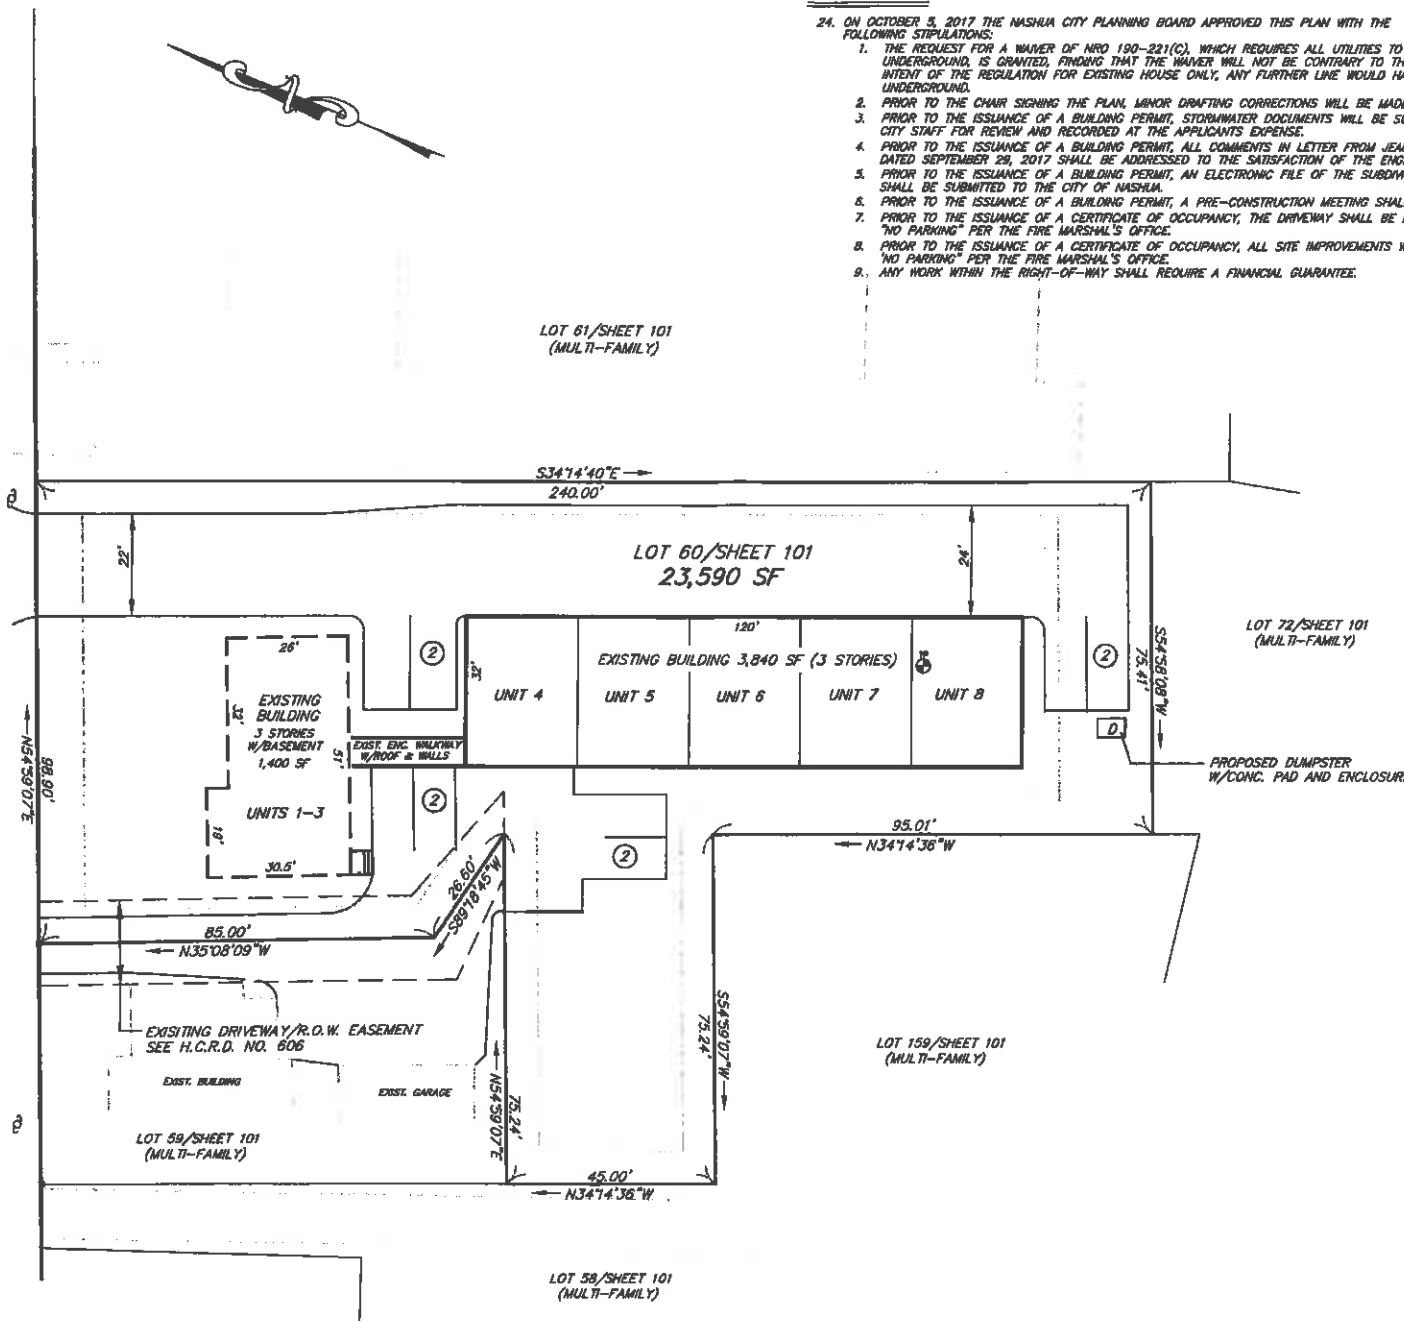 24. ON OCTOBER 5, 2017 THE NASHUA CITY PLANNING BOARD APPROVED THIS PLAN WITH THE
FOLLOWING STIPULATIONS:
1. THE REQUEST FOR A WAIVER OF NRO 190-221(C), WHICH REQUIRES ALL UTILITIES TO
UNDERGROUND, IS GRANTED, FINDING THAT THE WAIVER WILL NOT BE CONTRARY TO TH
INTENT OF THE REGULATION FOR EXISTING HOUSE ONLY, ANY FURTHER LINE WOULD HA
UNDERGROUND.
2. PRIOR TO THE CHAIR SIGNING THE PLAN, MINOR DRAFTING CORRECTIONS WILL BE MADE
3. PRIOR TO THE ISSUANCE OF A BUILDING PERMIT, STORMWATER DOCUMENTS WILL BE SU
CITY STAFF FOR REVIEW AND RECORDED AT THE APPLICANTS EXPENSE.
4. PRIOR TO THE ISSUANCE OF A BUILDING PERMIT, ALL COMMENTS IN LETTER FROM JEA
DATED SEPTEMBER 29, 2017 SHALL BE ADDRESSED TO THE SATISFACTION OF THE ENG
5. PRIOR TO THE ISSUANCE OF A BUILDING PERMIT, AN ELECTRONIC FILE OF THE SUBDIV
SHALL BE SUBMITTED TO THE CITY OF NASHUA.
6. PRIOR TO THE ISSUANCE OF A BUILDING PERMIT, A PRE-CONSTRUCTION MEETING SHAL
7. PRIOR TO THE ISSUANCE OF A CERTIFICATE OF OCCUPANCY, THE DRIVEWAY SHALL BE
"NO PARKING" PER THE FIRE MARSHAL'S OFFICE.
8. PRIOR TO THE ISSUANCE OF A CERTIFICATE OF OCCUPANCY, ALL SITE IMPROVEMENTS W
"NO PARKING" PER THE FIRE MARSHAL'S OFFICE.
9. ANY WORK WITHIN THE RIGHT-OF-WAY SHALL REQUIRE A FINANCIAL GUARANTEE.
LOT 61/SHEET 101
(MULTI-FAMILY)
S34°14'40"E
240.00'
22'
LOT 60/SHEET 101
23,590 SF
24'
LOT 72/SHEET 101
(MULTI-FAMILY)
S54°58'08"W
75.41'
26'
2
120'
32'
EXISTING BUILDING 3,840 SF (3 STORIES)
UNIT 4
UNIT 5
UNIT 6
UNIT 7
UNIT 8
2
EXISTING
BUILDING
3 STORIES
W/BASEMENT
1,400 SF
32'
51'
EXIST. ENC. WALKWAY
W/ROOF & WALLS
D
PROPOSED DUMPSTER
W/CONC. PAD AND ENCLOSUR
N54°59'07"E
98.90'
UNITS 1-3
19'
30.5'
2
2
95.01'
N34°14'36"W
26.60'
S89°18'45"W
85.00'
N35°08'09"W
EXISITING DRIVEWAY/R.O.W. EASEMENT
SEE H.C.R.D. NO. 606
EXIST. BUILDING
EXIST. GARAGE
N54°59'07"E
75.24'
S54°59'07"W
75.24'
LOT 159/SHEET 101
(MULTI-FAMILY)
LOT 59/SHEET 101
(MULTI-FAMILY)
45.00'
N34°14'36"W
LOT 58/SHEET 101
(MULTI-FAMILY)